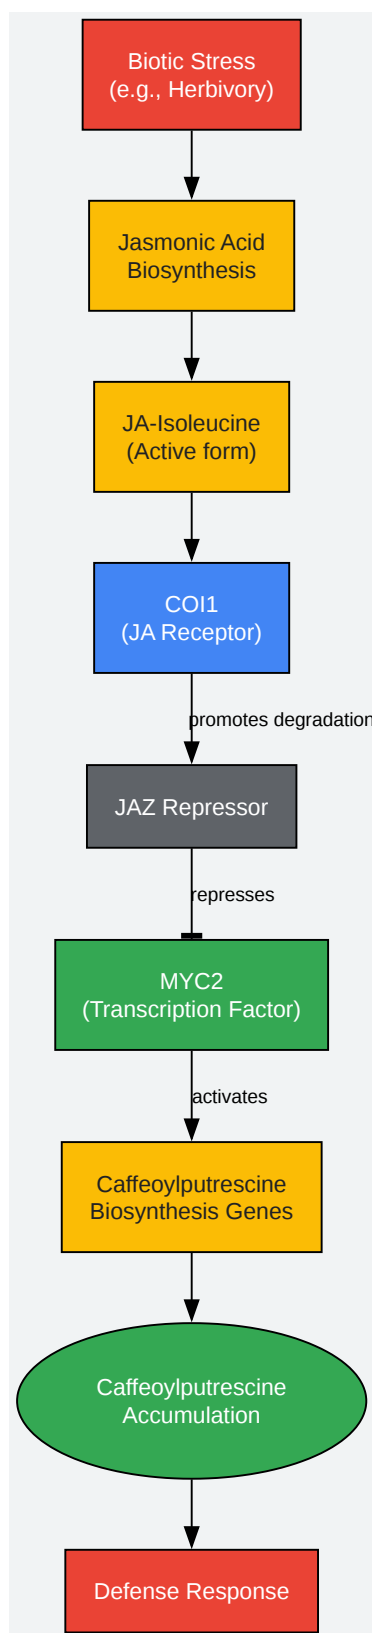 Biotic Stress
(e.g., Herbivory)
Jasmonic Acid
Biosynthesis
JA-Isoleucine
(Active form)
COI1
(JA Receptor)
promotes degradation
JAZ Repressor
represses
MYC2
(Transcription Factor)
activates
Caffeoylputrescine
Biosynthesis Genes
Caffeoylputrescine
Accumulation
Defense Response